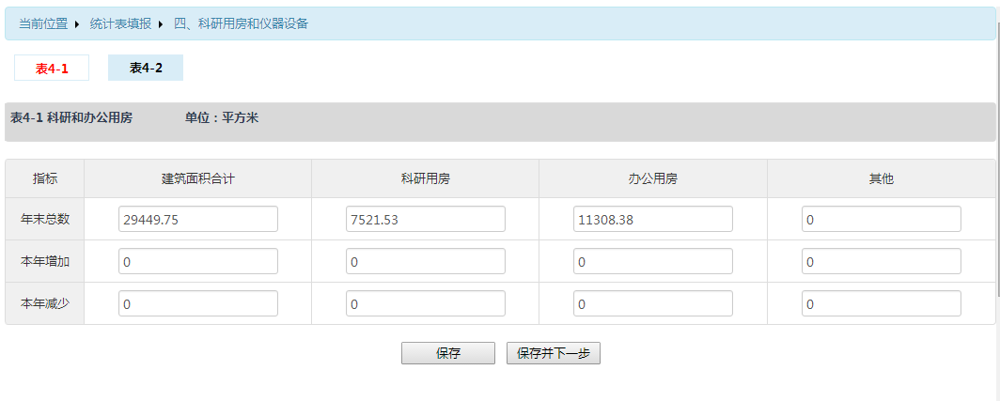 当前位置 统计表填报 四、科研用房和仪器设备
表4-1 表4-2
表4-1 科研和办公用房 单位：平方米
指标 建筑面积合计 科研用房 办公用房 其他
年末总数 29449.75 7521.53 11308.38 0
本年增加 0 0 0 0
本年减少 0 0 0 0
保存 保存并下一步